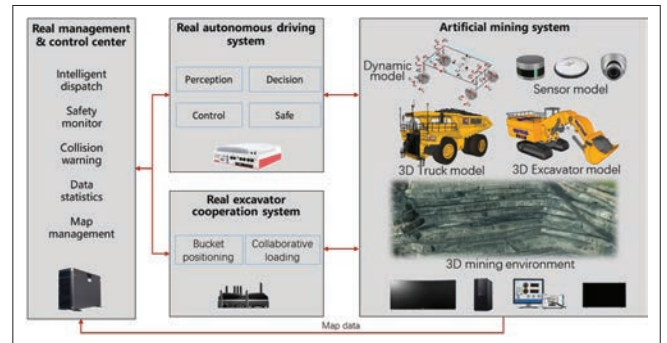 Real management
& control center
Intelligent
dispatch
Safety
monitor
Collision
warning
Data
statistics
Map
management
Real autonomous driving
system
Perception
Decision
Control
Safe
Real excavator
cooperation system
Bucket
positioning
Collaborative
loading
Artificial mining system
Dynamic
model
Sensor model
3D Truck model
3D Excavator model
3D mining environment
Map data